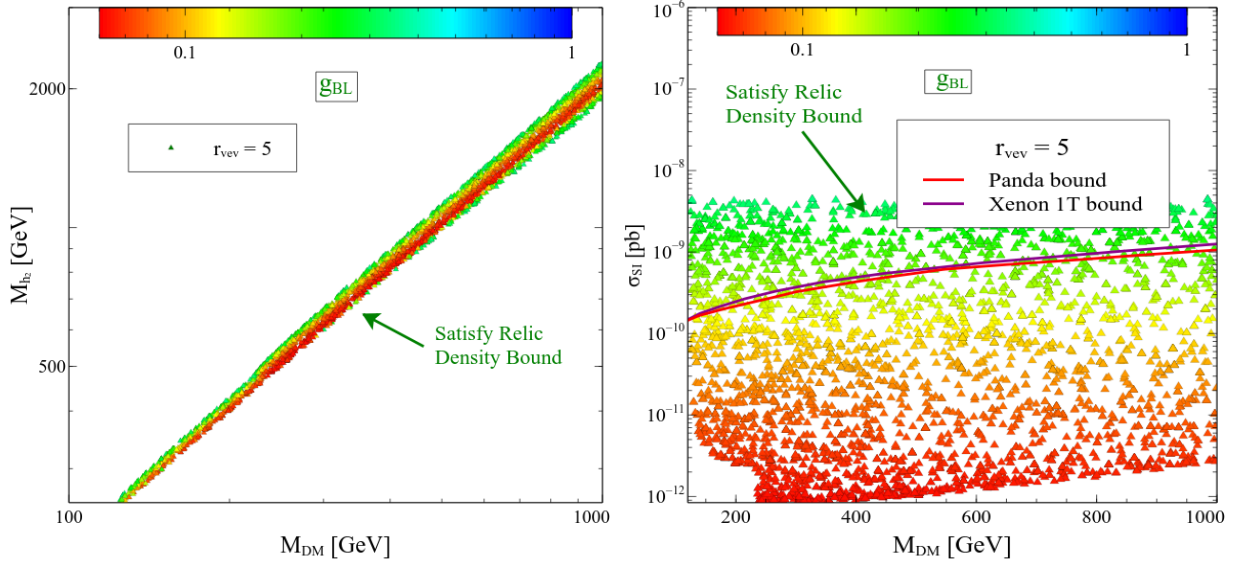 0.1
1
g_BL
r_vev = 5
Satisfy Relic
Density Bound
2000
500
M_h₂ [GeV]
100
1000
M_DM [GeV]
0.1
1
g_BL
Satisfy Relic
Density Bound
r_vev = 5
Panda bound
Xenon 1T bound
10⁻⁶
10⁻⁷
10⁻⁸
10⁻⁹
10⁻¹⁰
10⁻¹¹
10⁻¹²
σ_SI [pb]
200
400
600
800
1000
M_DM [GeV]